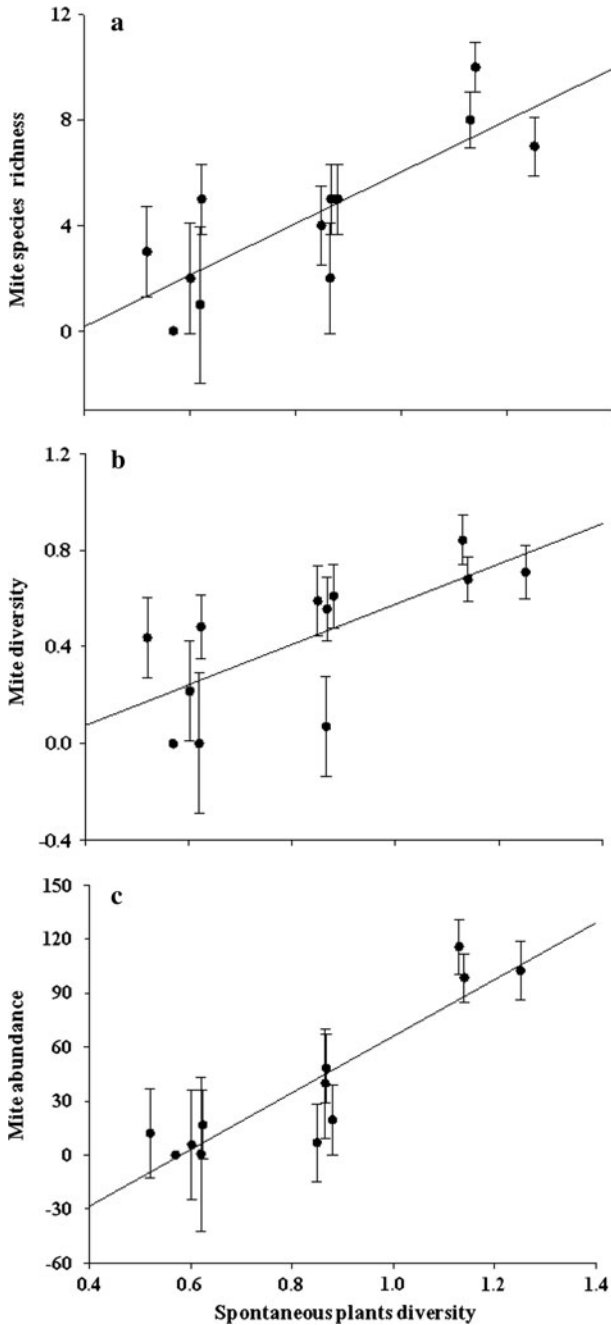 a
12
8
4
0
Mite species richness
b
1.2
0.8
0.4
0.0
-0.4
Mite diversity
c
150
120
90
60
30
0
-30
-60
Mite abundance
0.4 0.6 0.8 1.0 1.2 1.4
Spontaneous plants diversity